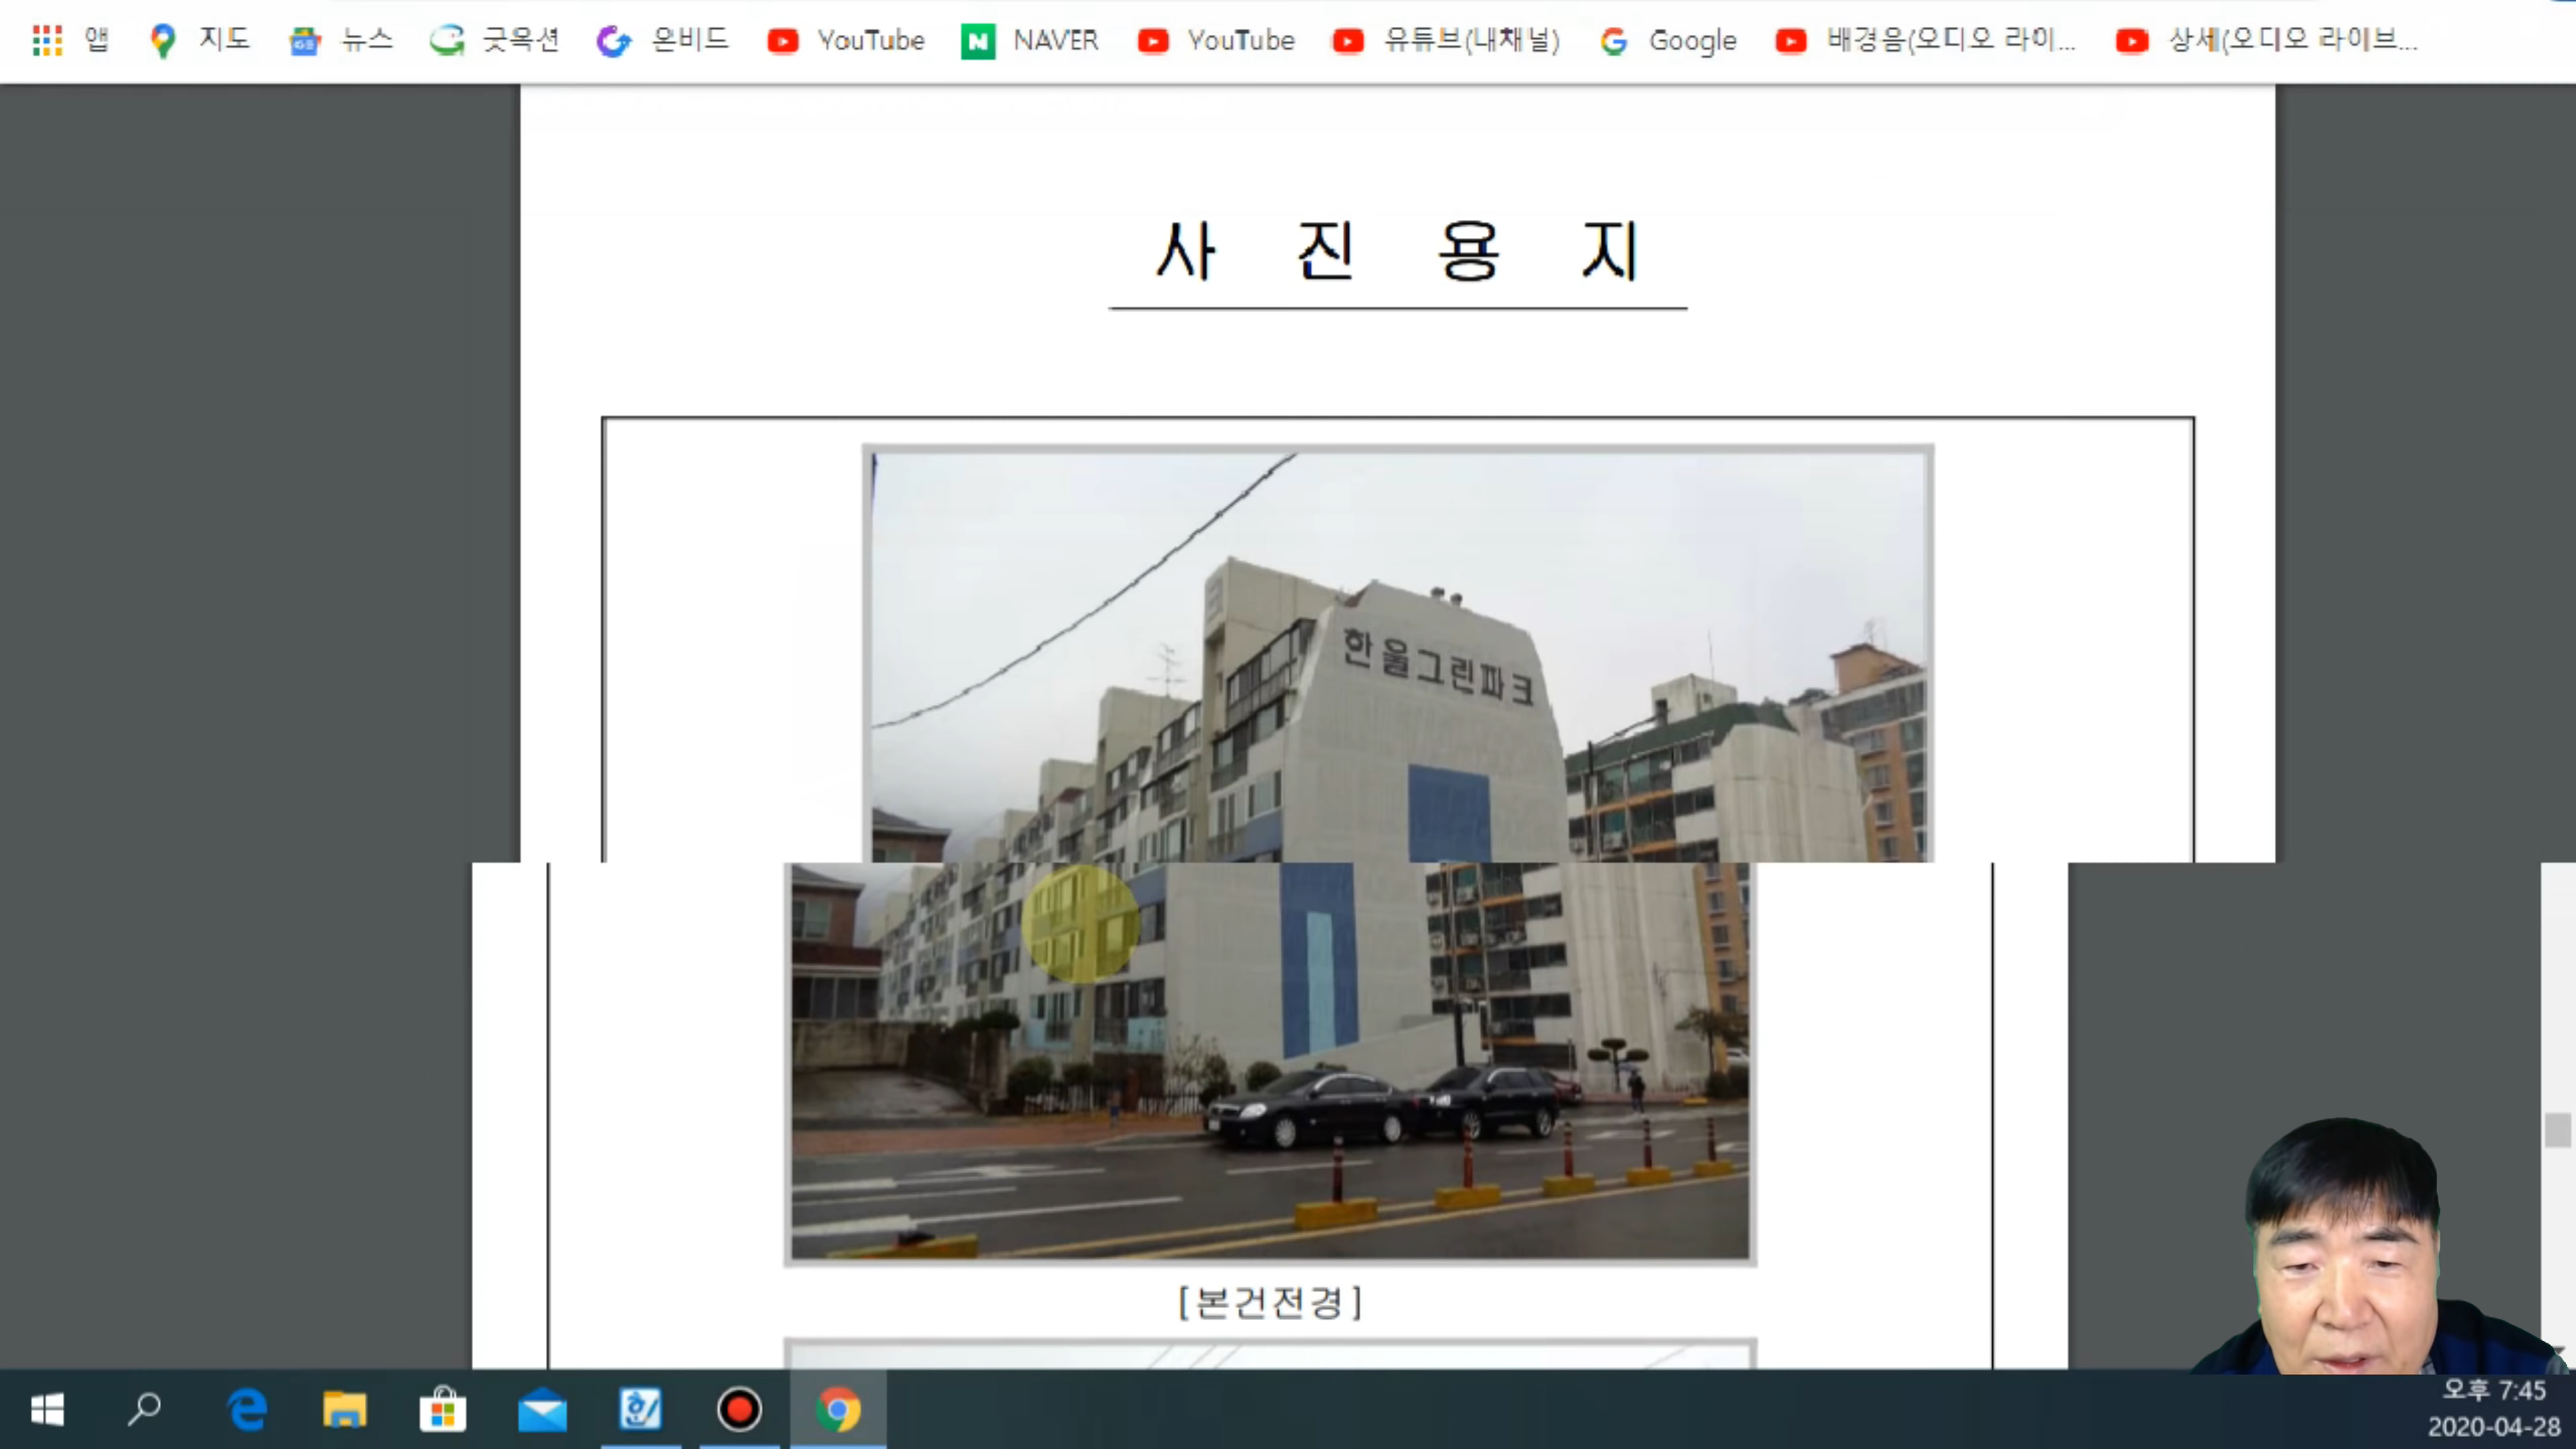 앱 지도 뉴스 굿옥션 온비드 YouTube NAVER YouTube 유튜브(내채널) Google 배경음(오디오 라이... 상세(오디오 라이브...
사 진 용 지
한울그린파크
[본건전경]
오후 7:45
2020-04-28